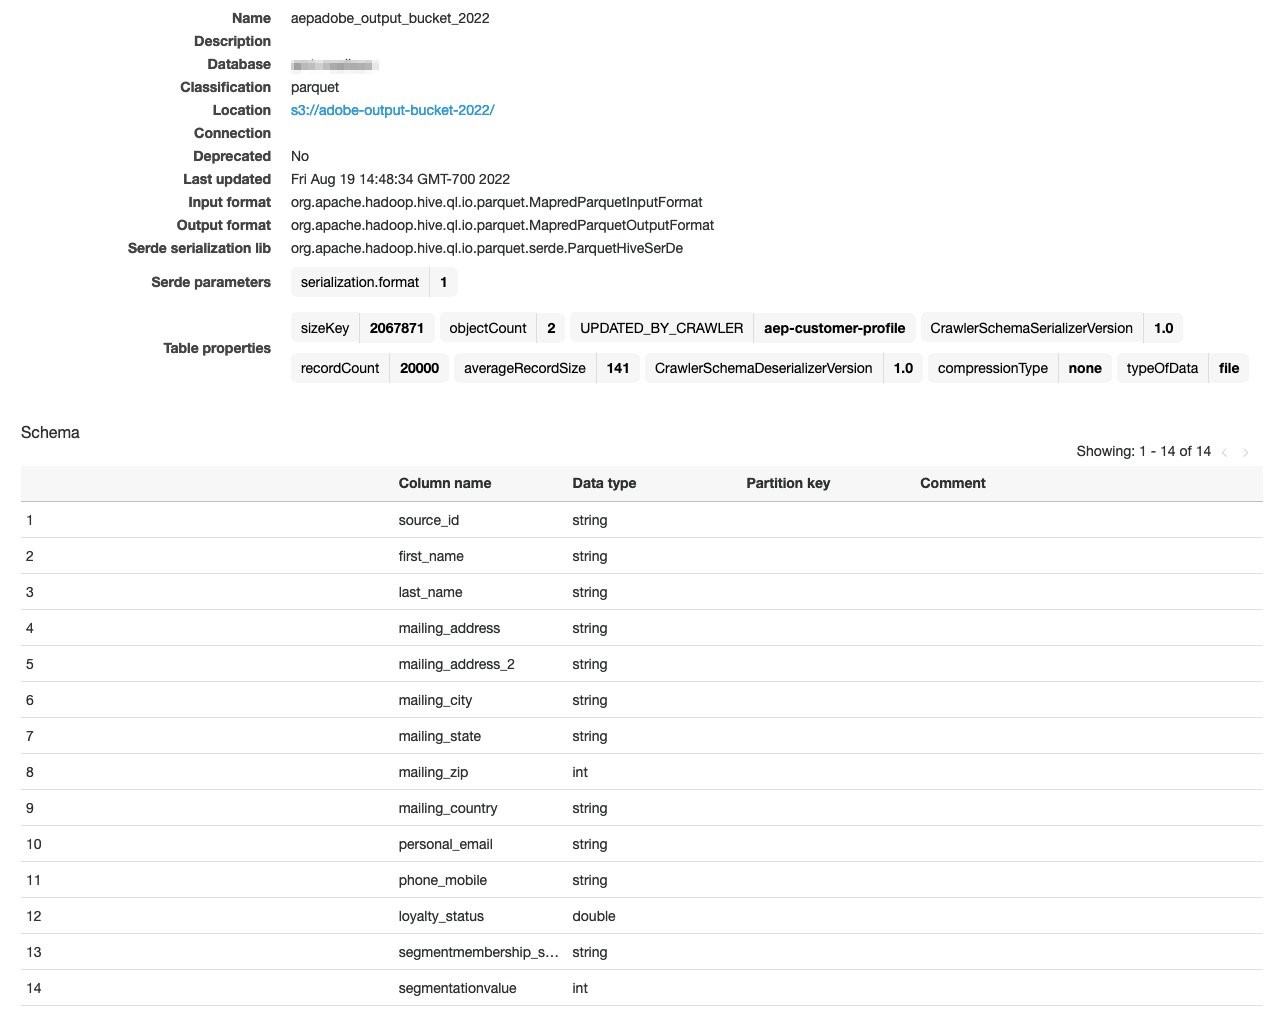 Name aepadobe_output_bucket_2022
Description
Database
Classification parquet
Location s3://adobe-output-bucket-2022/
Connection
Deprecated No
Last updated Fri Aug 19 14:48:34 GMT-700 2022
Input format org.apache.hadoop.hive.ql.io.parquet.MapredParquetInputFormat
Output format org.apache.hadoop.hive.ql.io.parquet.MapredParquetOutputFormat
Serde serialization lib org.apache.hadoop.hive.ql.io.parquet.serde.ParquetHiveSerDe
Serde parameters serialization.format 1
Table properties
sizeKey 2067871 objectCount 2 UPDATED_BY_CRAWLER aep-customer-profile CrawlerSchemaSerializerVersion 1.0
recordCount 20000 averageRecordSize 141 CrawlerSchemaDeserializerVersion 1.0 compressionType none typeOfData file
Schema
Showing: 1 - 14 of 14 < >
Column name Data type Partition key Comment
1 source_id string
2 first_name string
3 last_name string
4 mailing_address string
5 mailing_address_2 string
6 mailing_city string
7 mailing_state string
8 mailing_zip int
9 mailing_country string
10 personal_email string
11 phone_mobile string
12 loyalty_status double
13 segmentmembership_s... string
14 segmentationvalue int